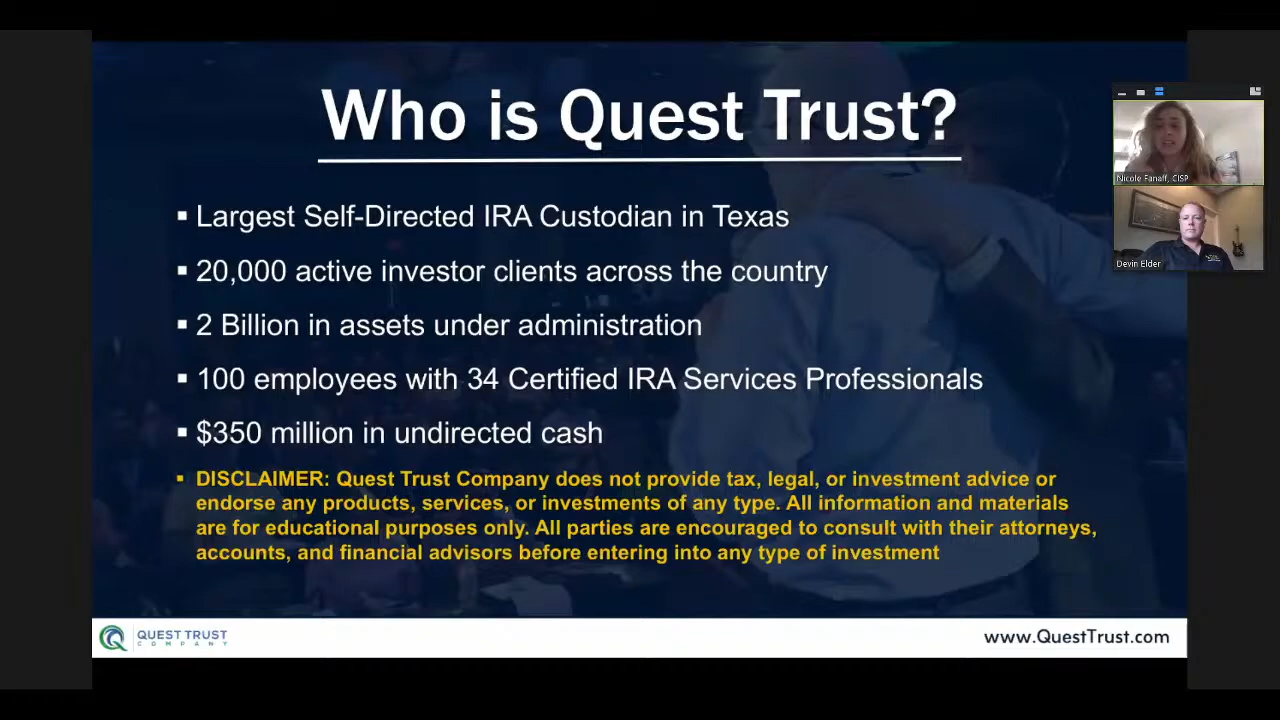 Who is Quest Trust?
▪ Largest Self-Directed IRA Custodian in Texas
▪ 20,000 active investor clients across the country
▪ 2 Billion in assets under administration
▪ 100 employees with 34 Certified IRA Services Professionals
▪ $350 million in undirected cash
▪ DISCLAIMER: Quest Trust Company does not provide tax, legal, or investment advice or
endorse any products, services, or investments of any type. All information and materials
are for educational purposes only. All parties are encouraged to consult with their attorneys,
accounts, and financial advisors before entering into any type of investment
Nicole Fanaff, CISP
Devin Elder
QUEST TRUST
COMPANY
www.QuestTrust.com